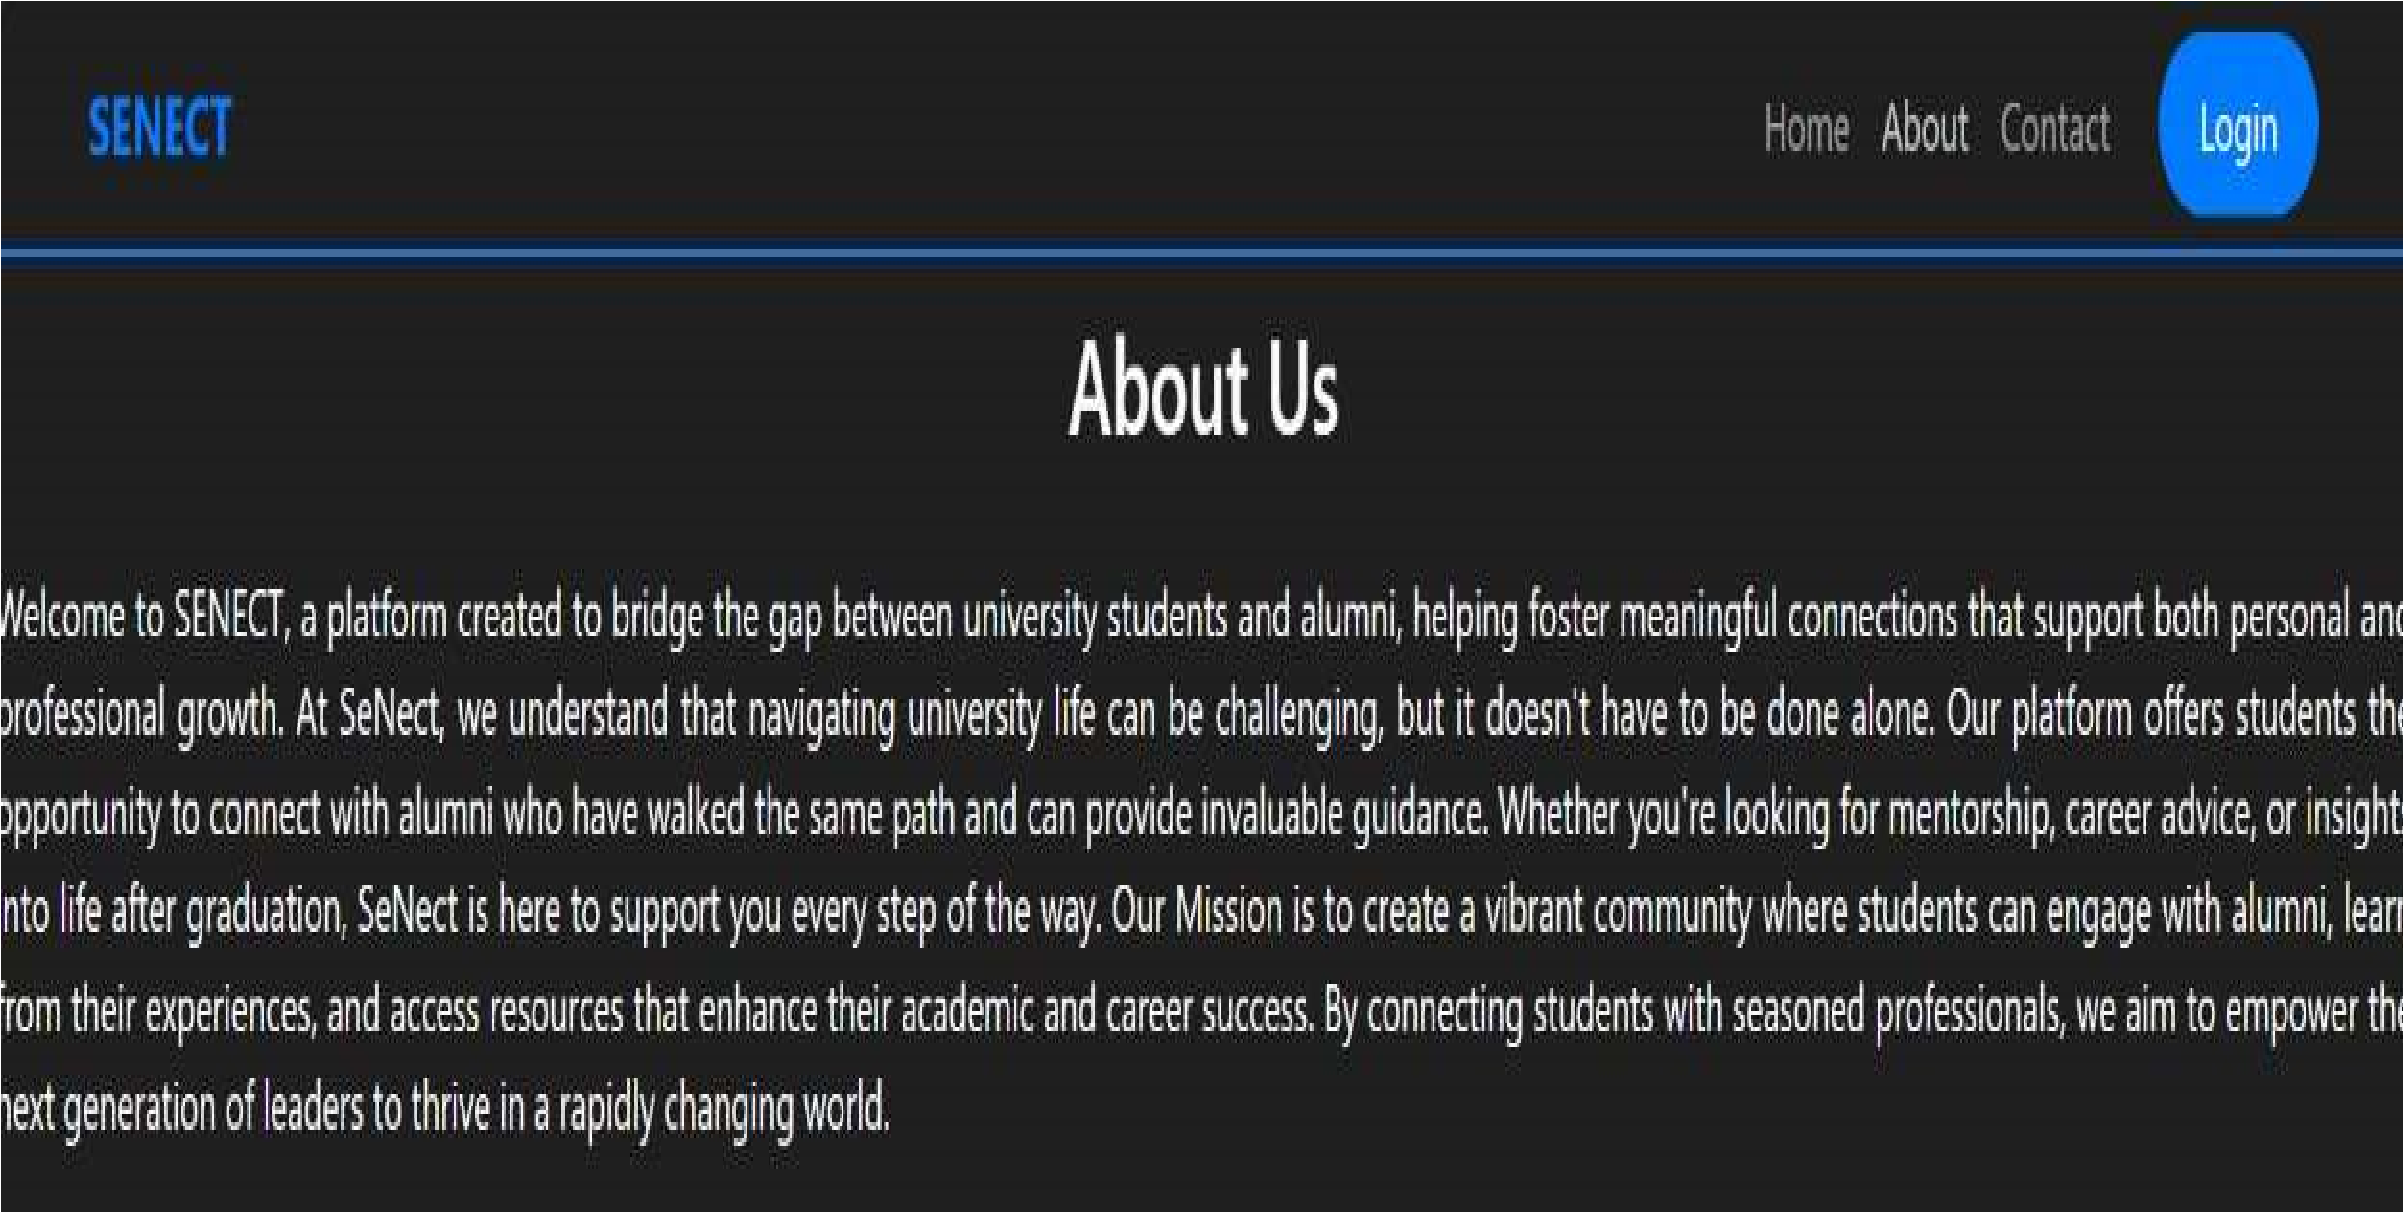 SENECT
Home About Contact Login
About Us
Welcome to SENECT, a platform created to bridge the gap between university students and alumni, helping foster meaningful connections that support both personal and
professional growth. At SeNect, we understand that navigating university life can be challenging, but it doesn't have to be done alone. Our platform offers students the
opportunity to connect with alumni who have walked the same path and can provide invaluable guidance. Whether you're looking for mentorship, career advice, or insights
into life after graduation, SeNect is here to support you every step of the way. Our Mission is to create a vibrant community where students can engage with alumni, learn
from their experiences, and access resources that enhance their academic and career success. By connecting students with seasoned professionals, we aim to empower the
next generation of leaders to thrive in a rapidly changing world.